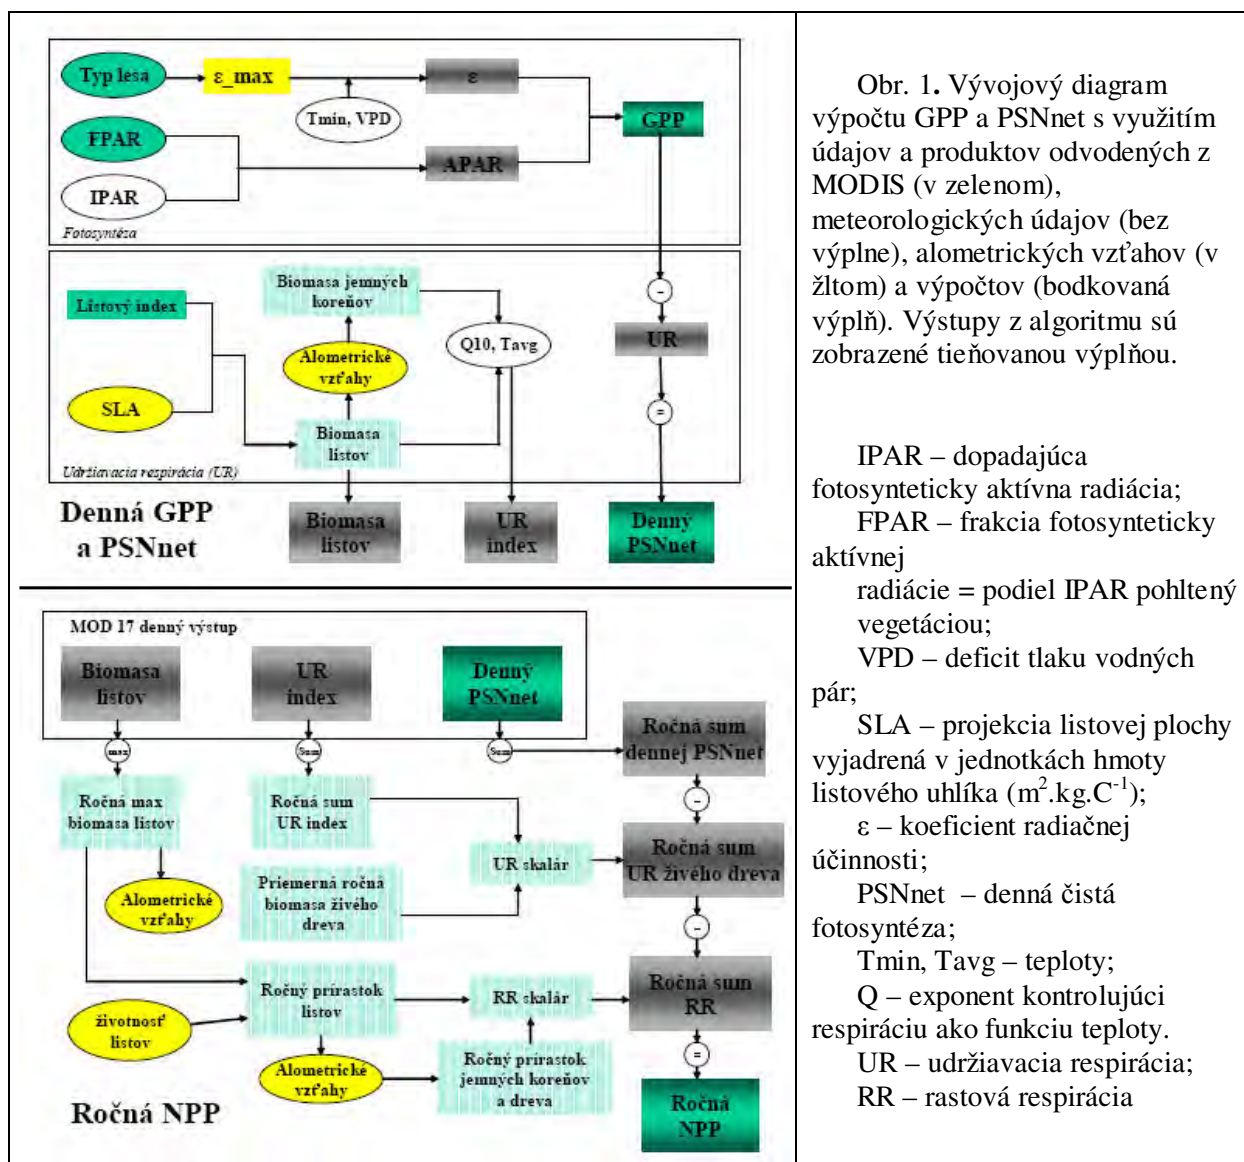 Typ lesa
ε_max
ε
Tmin, VPD
GPP
FPAR
APAR
IPAR
Fotosyntéza
Biomasa jemných
koreňov
Listový index
–
Q10, Tavg
UR
Alometrické
vzťahy
SLA
=
Biomasa
listov
Udržiavacia respirácia (UR)
Denná GPP
a PSNnet
Biomasa
listov
UR
index
Denný
PSNnet
MOD 17 denný výstup
Biomasa
listov
UR
index
Denný
PSNnet
max
Sum
Sum
Ročná sum
dennej PSNnet
–
Ročná max
biomasa listov
Ročná sum
UR index
UR skalár
Ročná sum
UR živého dreva
Alometrické
vzťahy
Priemerná ročná
biomasa živého
dreva
–
Ročný prírastok
listov
RR skalár
Ročná sum
RR
životnosť
listov
Alometrické
vzťahy
Ročný prírastok
jemných koreňov
a dreva
=
Ročná NPP
Ročná
NPP
Obr. 1. Vývojový diagram
výpočtu GPP a PSNnet s využitím
údajov a produktov odvodených z
MODIS (v zelenom),
meteorologických údajov (bez
výplne), alometrických vzťahov (v
žltom) a výpočtov (bodkovaná
výplň). Výstupy z algoritmu sú
zobrazené tieňovanou výplňou.
IPAR – dopadajúca
fotosynteticky aktívna radiácia;
FPAR – frakcia fotosynteticky
aktívnej
radiácie = podiel IPAR pohltený
vegetáciou;
VPD – deficit tlaku vodných
pár;
SLA – projekcia listovej plochy
vyjadrená v jednotkách hmoty
listového uhlíka (m².kg.C⁻¹);
ε – koeficient radiačnej
účinnosti;
PSNnet – denná čistá
fotosyntéza;
Tmin, Tavg – teploty;
Q – exponent kontrolujúci
respiráciu ako funkciu teploty.
UR – udržiavacia respirácia;
RR – rastová respirácia